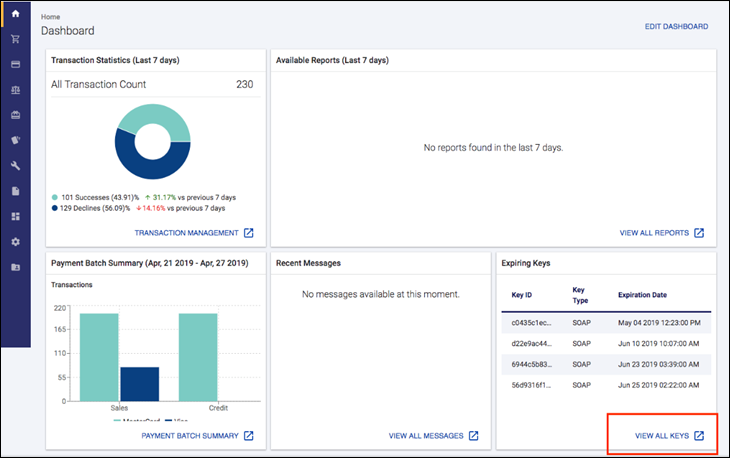 Home
Dashboard
EDIT DASHBOARD
Transaction Statistics (Last 7 days)
All Transaction Count 230
101 Successes (43.91)% ↑ 31.17% vs previous 7 days
129 Declines (56.09)% ↓ 14.16% vs previous 7 days
TRANSACTION MANAGEMENT
Available Reports (Last 7 days)
No reports found in the last 7 days.
VIEW ALL REPORTS
Payment Batch Summary (Apr, 21 2019 - Apr, 27 2019)
Transactions
220
165
110
55
0
Sales Credit
MasterCard Visa
PAYMENT BATCH SUMMARY
Recent Messages
No messages available at this moment.
VIEW ALL MESSAGES
Expiring Keys
Key ID Key Type Expiration Date
c0435c1ec... SOAP May 04 2019 12:23:00 PM
d22e9ac44... SOAP Jun 10 2019 10:07:00 AM
6944c5b83... SOAP Jun 23 2019 03:39:00 AM
56d9316f1... SOAP Jun 25 2019 02:22:00 AM
VIEW ALL KEYS